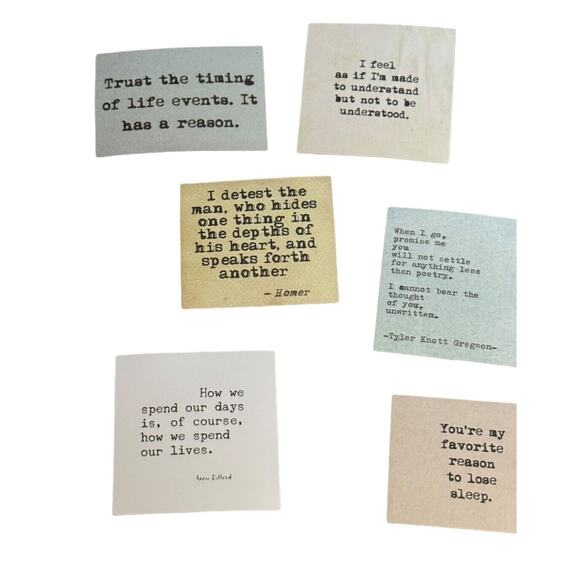 Trust the timing
of life events. It
has a reason.
I feel
as if I'm made
to understand
but not to be
understood.
I detest the
man, who hides
one thing in
the depths of
his heart, and
speaks forth
another
— Homer
When I go,
promise me
you
will not settle
for anything less
than poetry.
I cannot bear the
thought
of you,
unwritten.
-Tyler Knott Gregson-
How we
spend our days
is, of course,
how we spend
our lives.
Annie Dillard
You're my
favorite
reason
to lose
sleep.